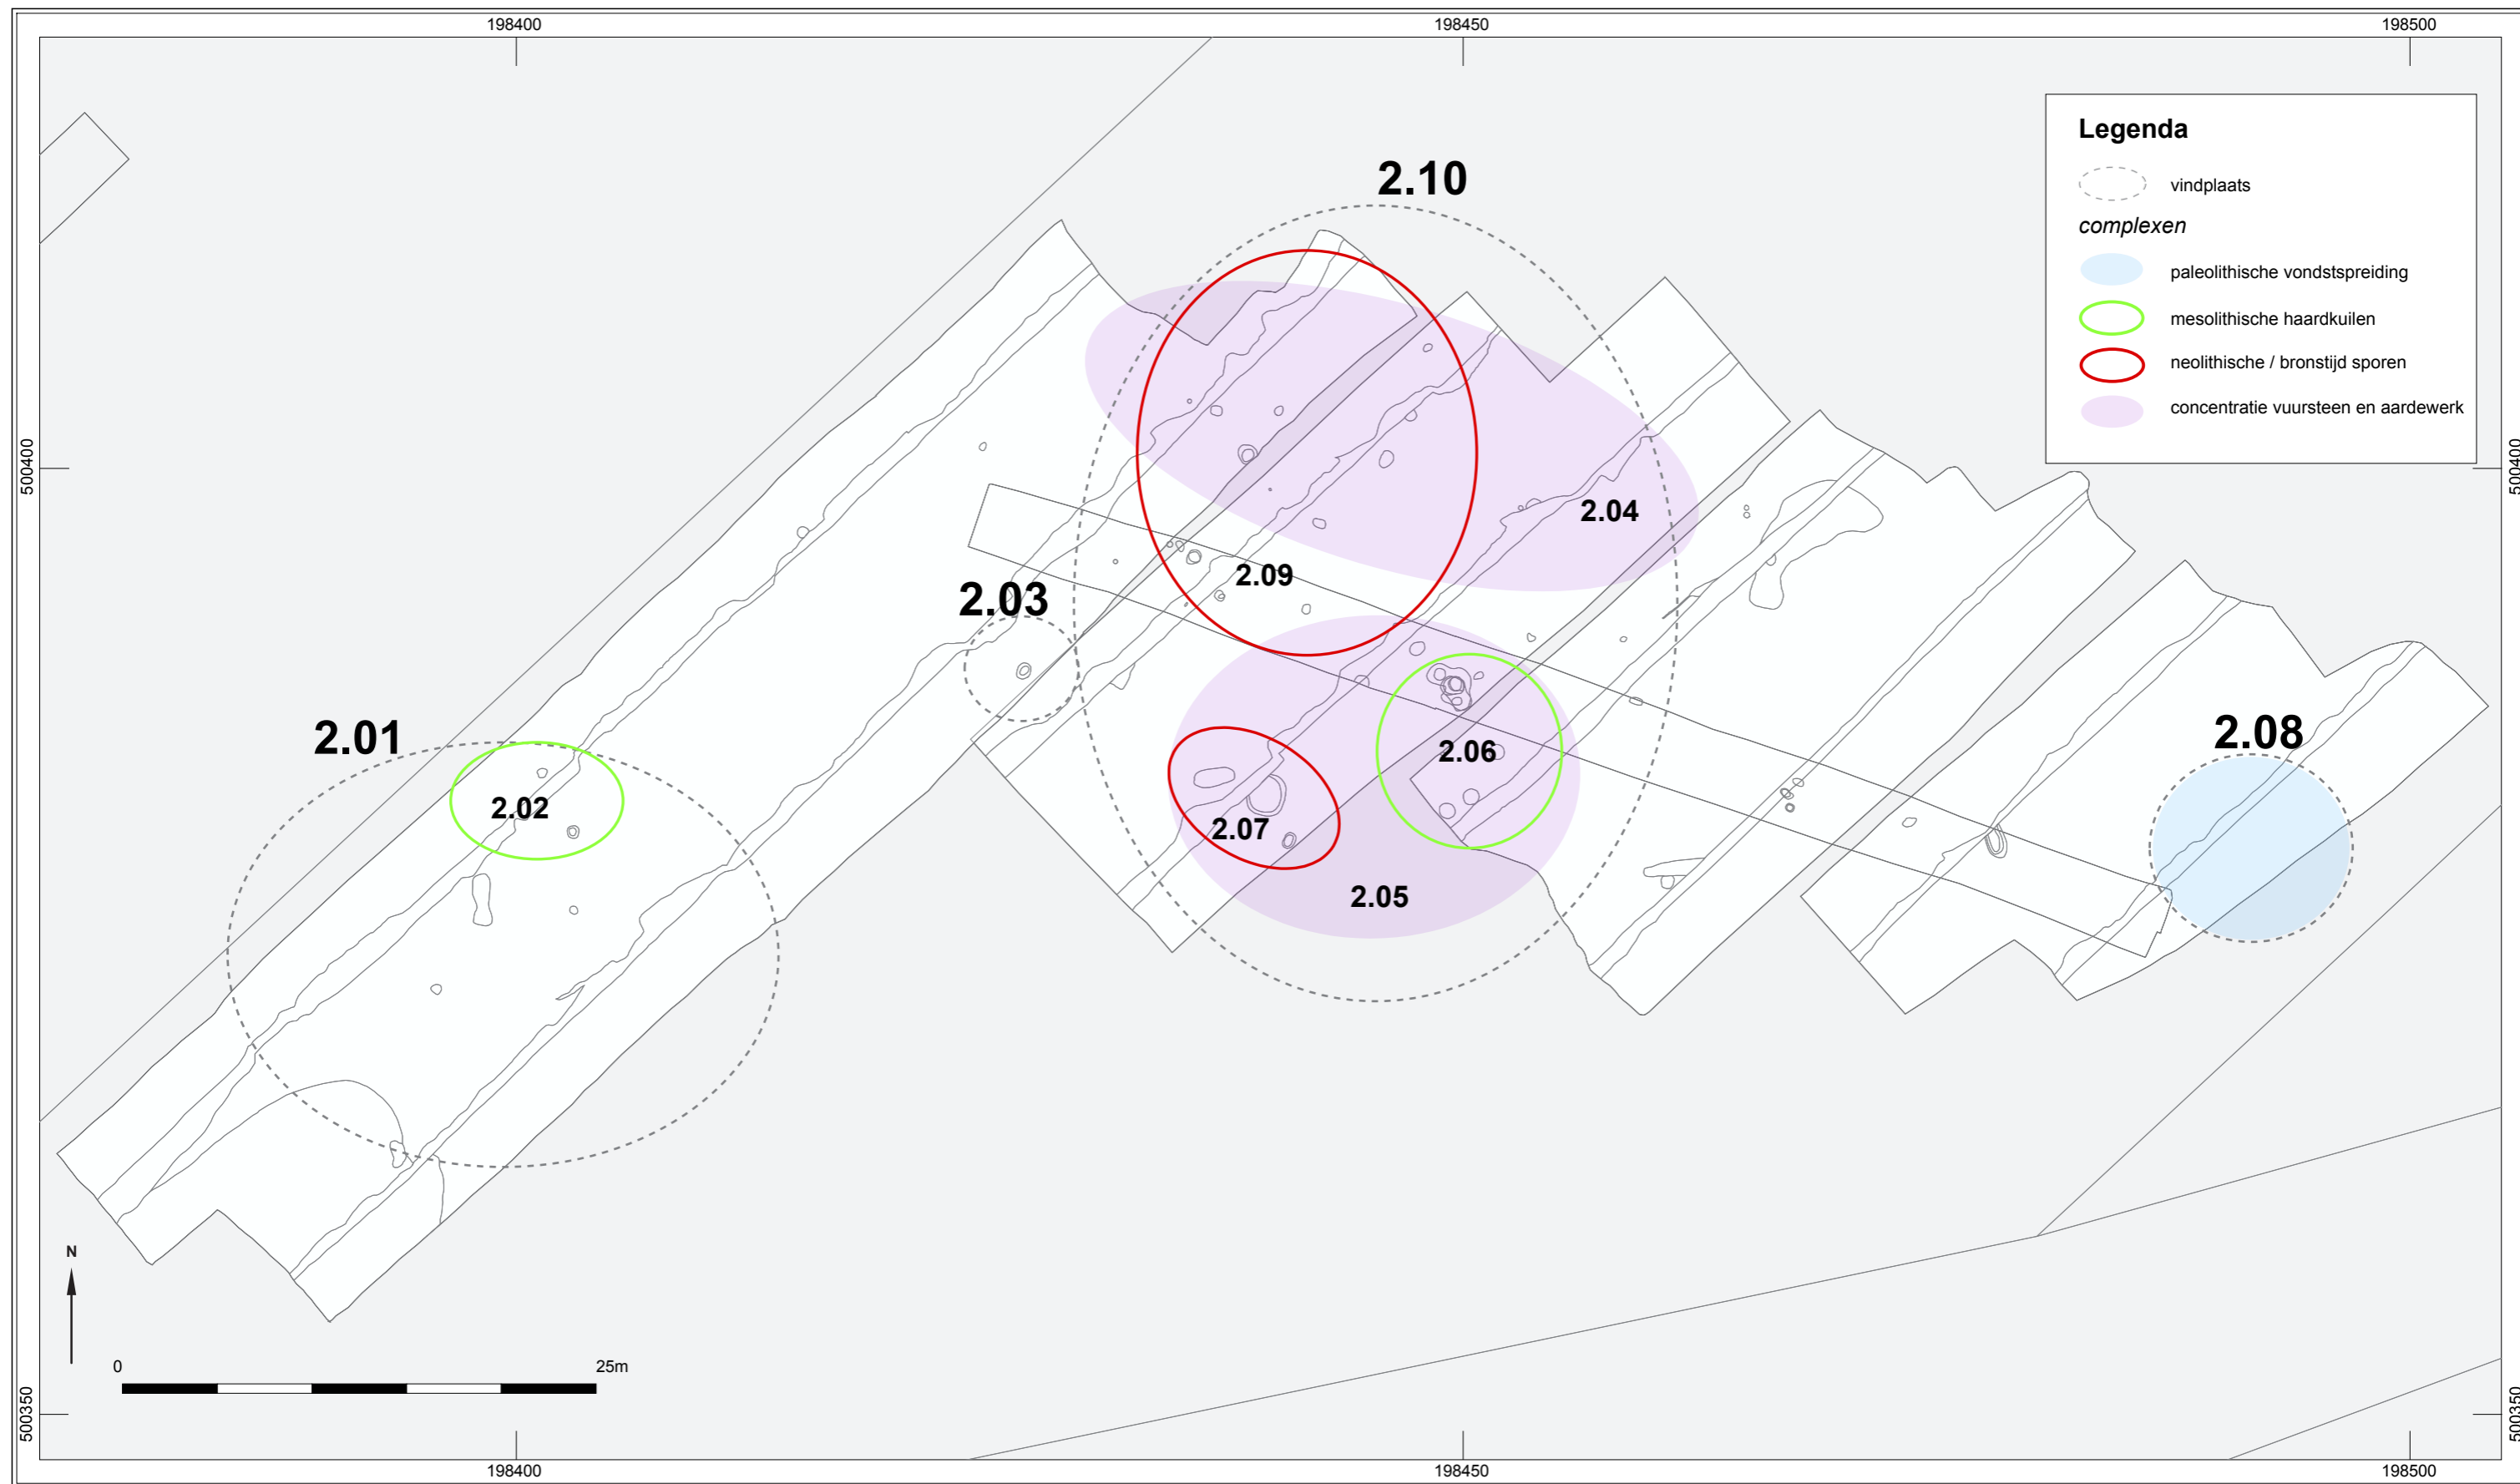 198400
198450
198500
Legenda
vindplaats
complexen
paleolithische vondstspreiding
mesolithische haardkuilen
neolithische / bronstijd sporen
concentratie vuursteen en aardewerk
2.10
500400
500400
2.04
2.09
2.03
2.01
2.08
2.06
2.02
2.07
2.05
N
0
25m
500350
500350
198400
198450
198500